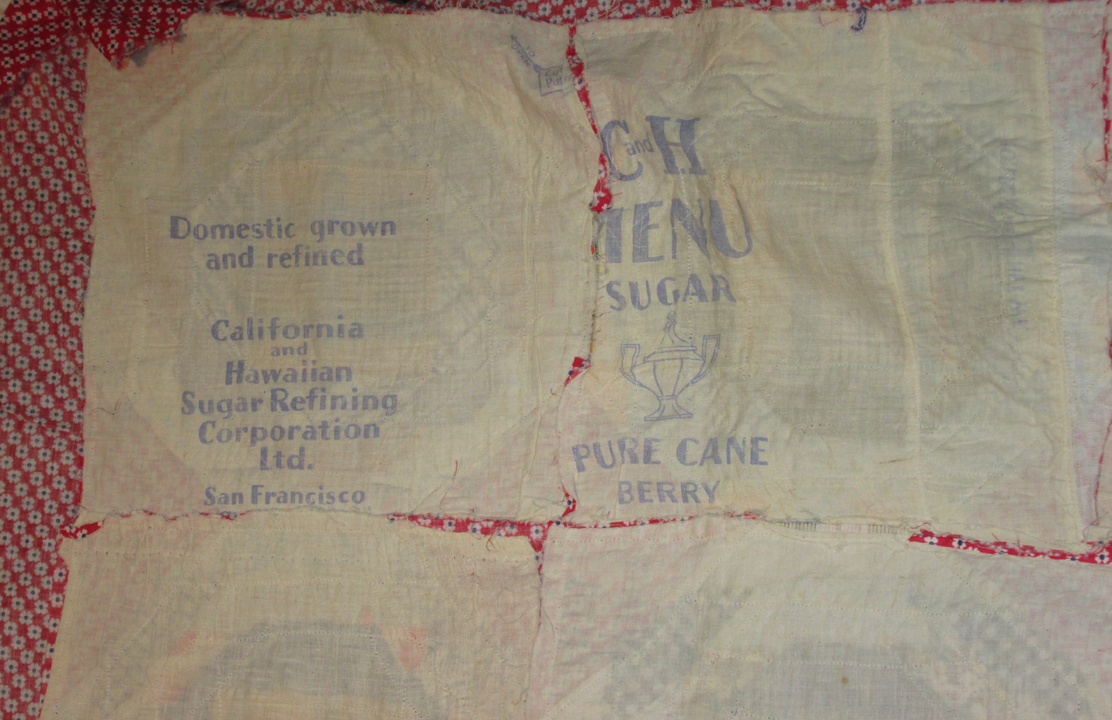 Domestic grown
and refined
California
and
Hawaiian
Sugar Refining
Corporation
Ltd.
San Francisco
C and H
MENU
SUGAR
PURE CANE
BERRY